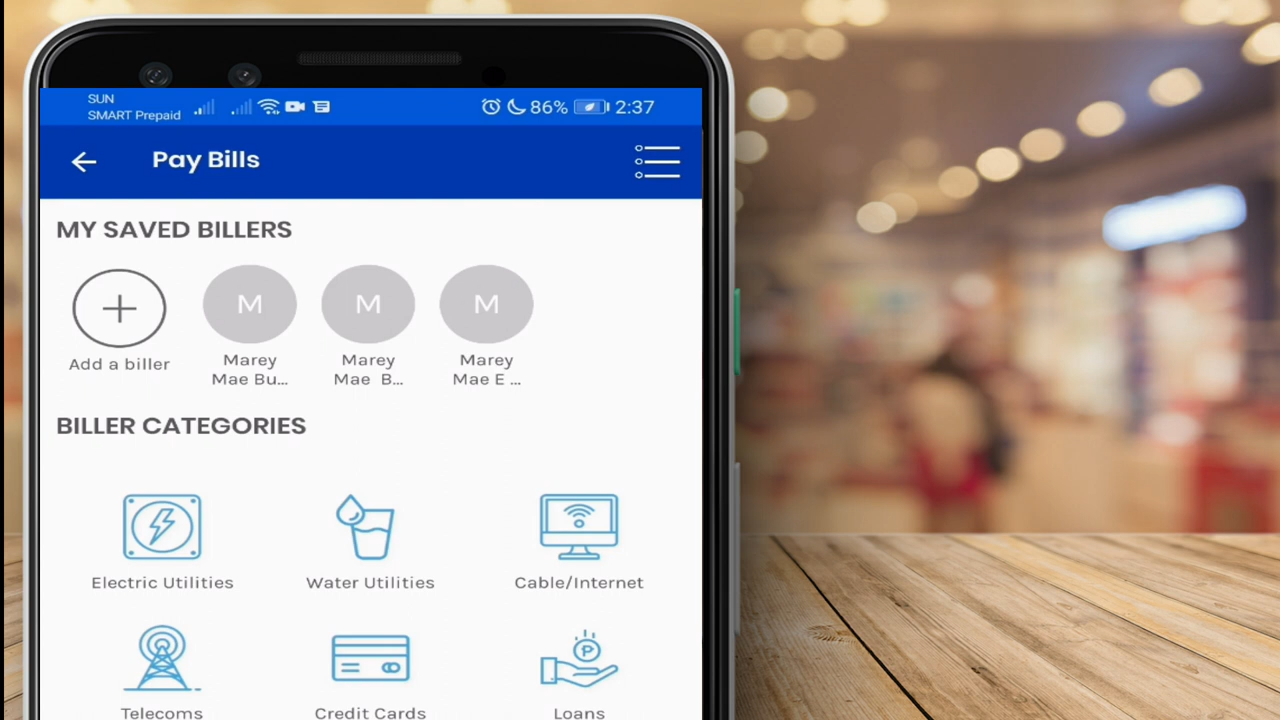 SUN
SMART Prepaid
86% 2:37
Pay Bills
MY SAVED BILLERS
M M M
Add a biller
Marey
Mae Bu...
Marey
Mae B...
Marey
Mae E ...
BILLER CATEGORIES
Electric Utilities
Water Utilities
Cable/Internet
P
Telecoms
Credit Cards
Loans